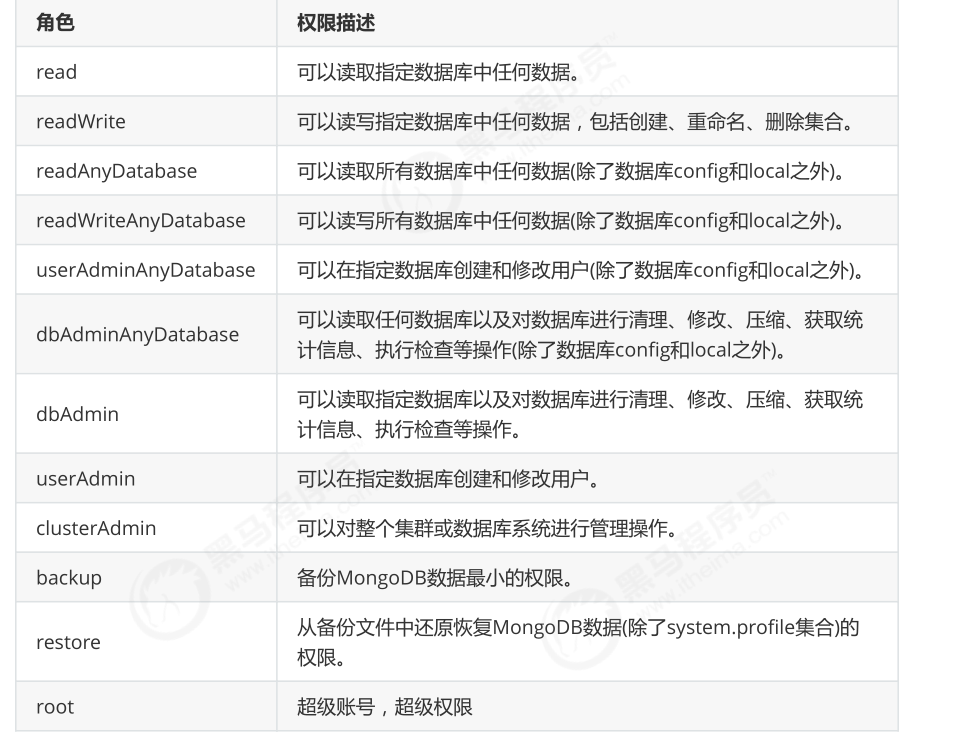 角色 权限描述
read 可以读取指定数据库中任何数据。
readWrite 可以读写指定数据库中任何数据，包括创建、重命名、删除集合。
readAnyDatabase 可以读取所有数据库中任何数据(除了数据库config和local之外)。
readWriteAnyDatabase 可以读写所有数据库中任何数据(除了数据库config和local之外)。
userAdminAnyDatabase 可以在指定数据库创建和修改用户(除了数据库config和local之外)。
dbAdminAnyDatabase 可以读取任何数据库以及对数据库进行清理、修改、压缩、获取统
计信息、执行检查等操作(除了数据库config和local之外)。
dbAdmin 可以读取指定数据库以及对数据库进行清理、修改、压缩、获取统
计信息、执行检查等操作。
userAdmin 可以在指定数据库创建和修改用户。
clusterAdmin 可以对整个集群或数据库系统进行管理操作。
backup 备份MongoDB数据最小的权限。
restore 从备份文件中还原恢复MongoDB数据(除了system.profile集合)的
权限。
root 超级账号，超级权限
黑马程序员
www.itheima.com
黑马程序员
www.itheima.com
黑马程序员
www.itheima.com